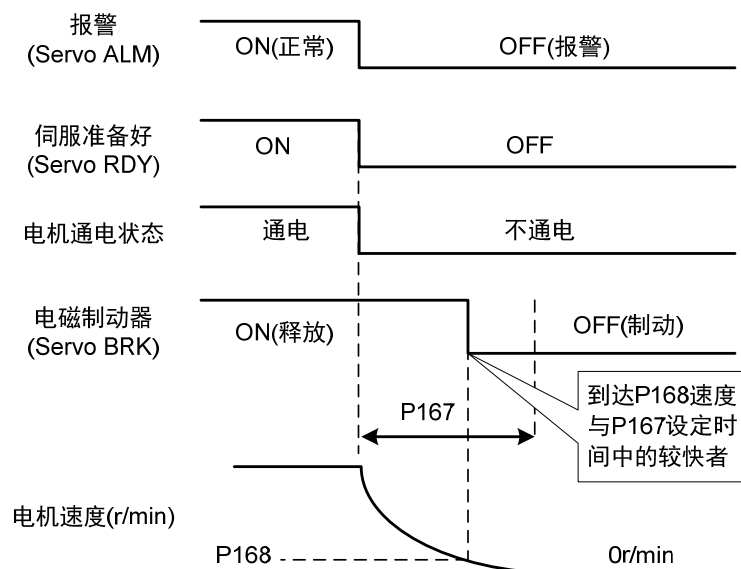 报警
(Servo ALM)
ON(正常)
OFF(报警)
伺服准备好
(Servo RDY)
ON
OFF
电机通电状态
通电
不通电
电磁制动器
(Servo BRK)
ON(释放)
OFF(制动)
P167
到达P168速度
与P167设定时
间中的较快者
电机速度(r/min)
P168
0r/min